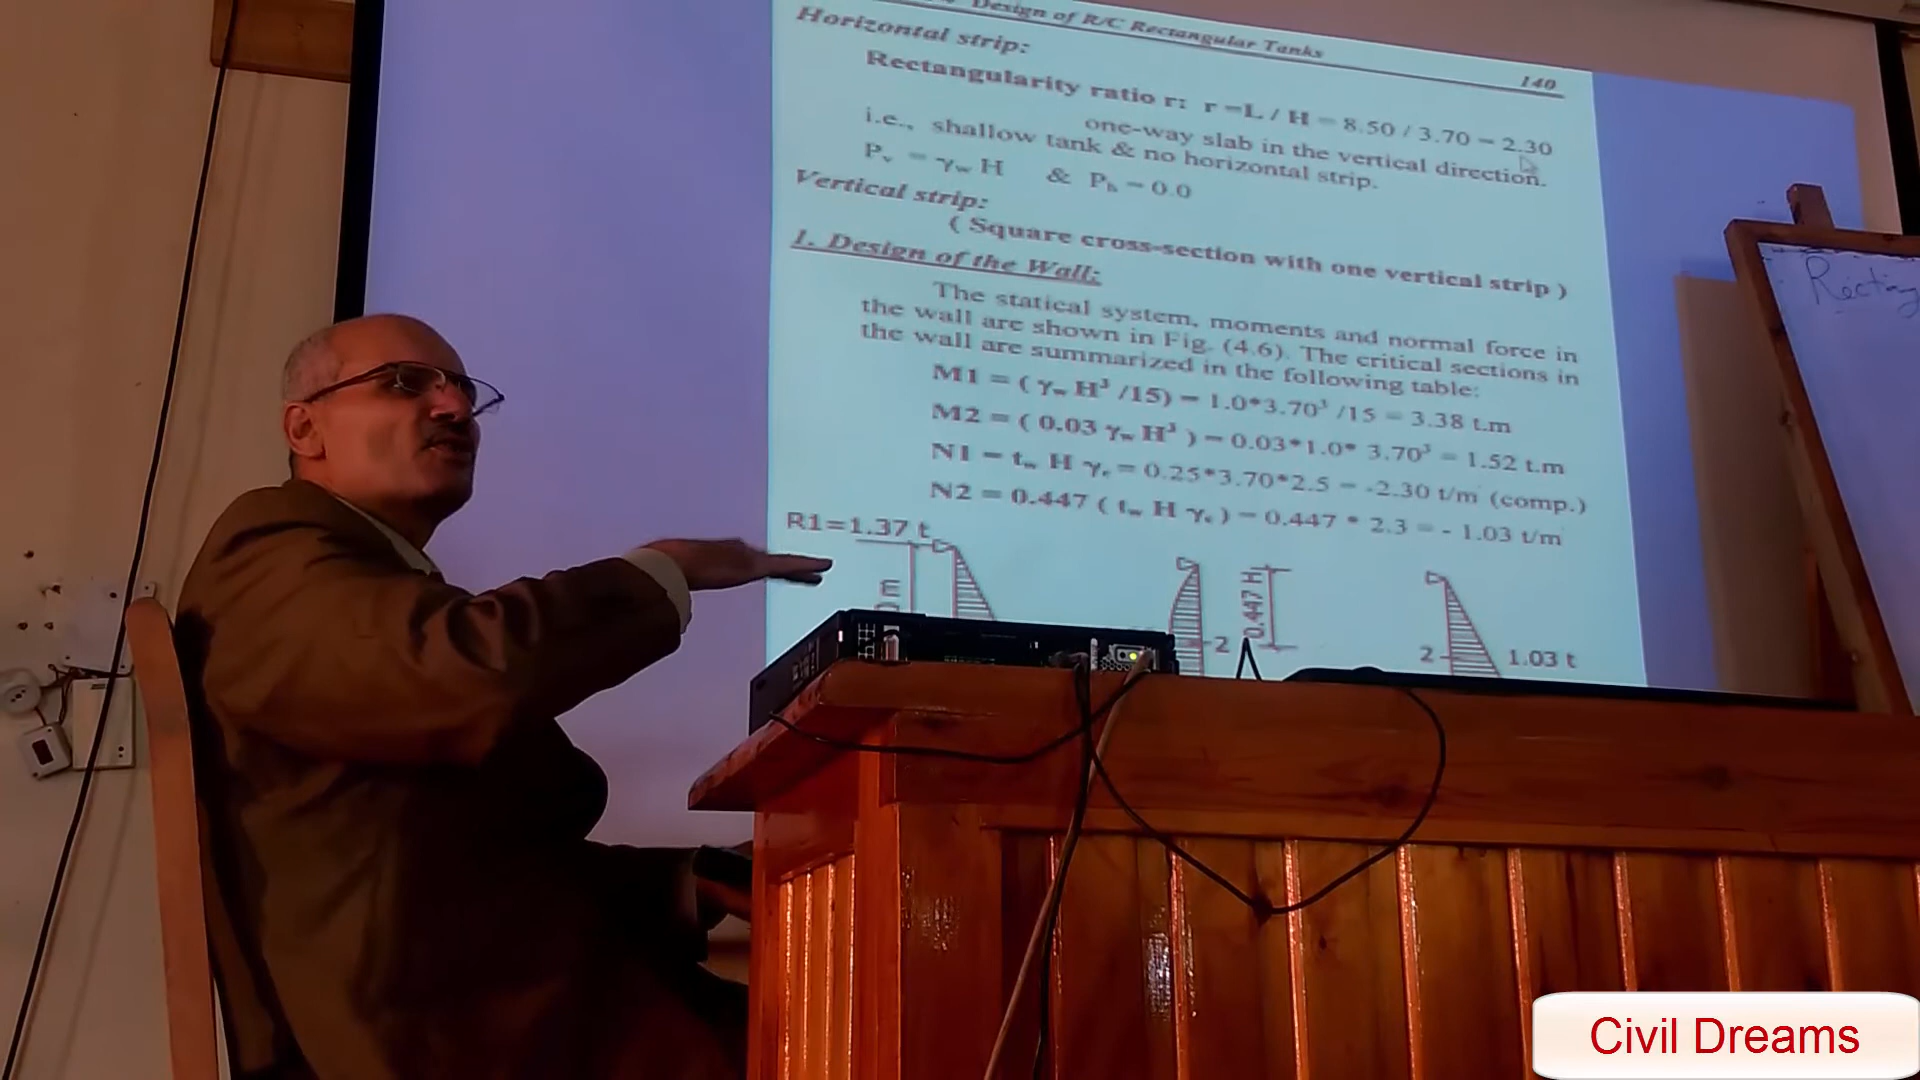 Design of R/C Rectangular Tanks
140
Horizontal strip:
Rectangularity ratio r: r =L / H = 8.50 / 3.70 = 2.30
one-way slab in the vertical direction.
i.e., shallow tank & no horizontal strip.
Pv = γw H & Ph = 0.0
Vertical strip:
( Square cross-section with one vertical strip )
1. Design of the Wall:
The statical system, moments and normal force in
the wall are shown in Fig. (4.6). The critical sections in
the wall are summarized in the following table:
M1 = ( γw H³ /15) = 1.0*3.70³ /15 = 3.38 t.m
M2 = ( 0.03 γw H³ ) = 0.03*1.0* 3.70³ = 1.52 t.m
N1 = tw H γc = 0.25*3.70*2.5 = -2.30 t/m (comp.)
N2 = 0.447 ( tw H γc ) = 0.447 * 2.3 = - 1.03 t/m
R1=1.37 t
m
2
0.447 H
2
1.03 t
Civil Dreams